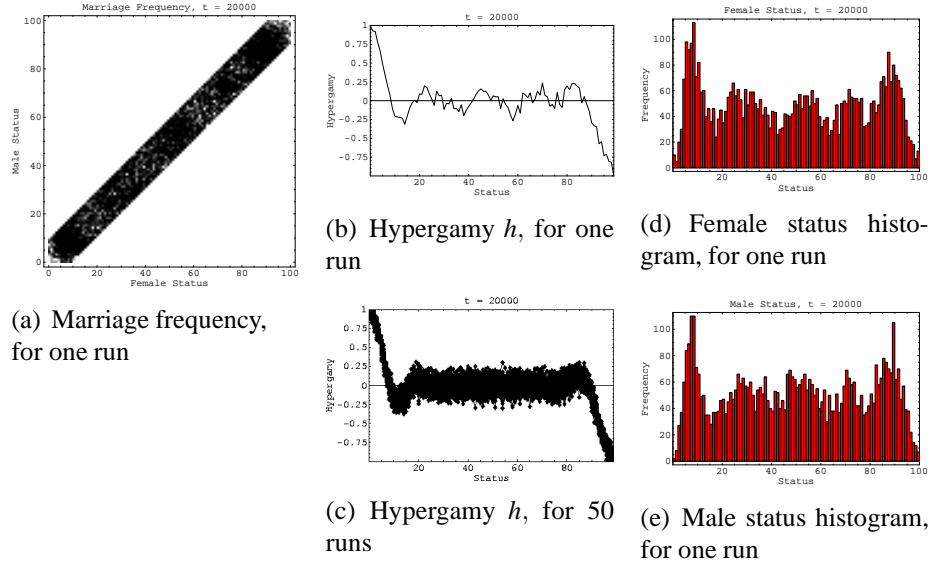 Marriage Frequency, t = 20000
Male Status
100
80
60
40
20
0
0 20 40 60 80 100
Female Status
(a) Marriage frequency,
for one run
t = 20000
Hypergamy
1
0.75
0.5
0.25
0
-0.25
-0.5
-0.75
20 40 60 80
Status
(b) Hypergamy h, for one
run
t = 20000
Hypergamy
1
0.75
0.5
0.25
0
-0.25
-0.5
-0.75
20 40 60 80
Status
(c) Hypergamy h, for 50
runs
Female Status, t = 20000
Frequency
100
80
60
40
20
0
20 40 60 80 100
Status
(d) Female status histo-
gram, for one run
Male Status, t = 20000
Frequency
100
80
60
40
20
0
20 40 60 80 100
Status
(e) Male status histogram,
for one run